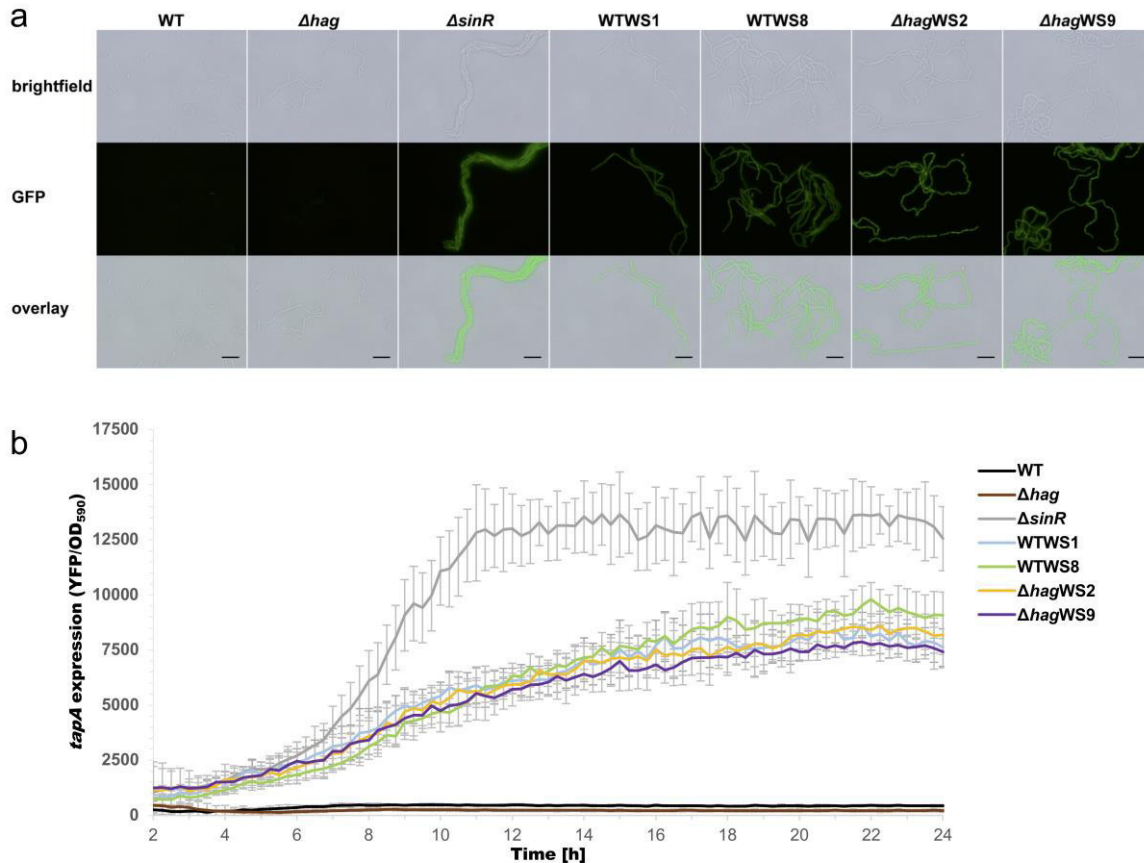 a
WT Δhag ΔsinR WTWS1 WTWS8 ΔhagWS2 ΔhagWS9
brightfield
GFP
overlay
b
17500
15000
12500
10000
7500
5000
2500
0
tapA expression (YFP/OD590)
2 4 6 8 10 12 14 16 18 20 22 24
Time [h]
WT
Δhag
ΔsinR
WTWS1
WTWS8
ΔhagWS2
ΔhagWS9